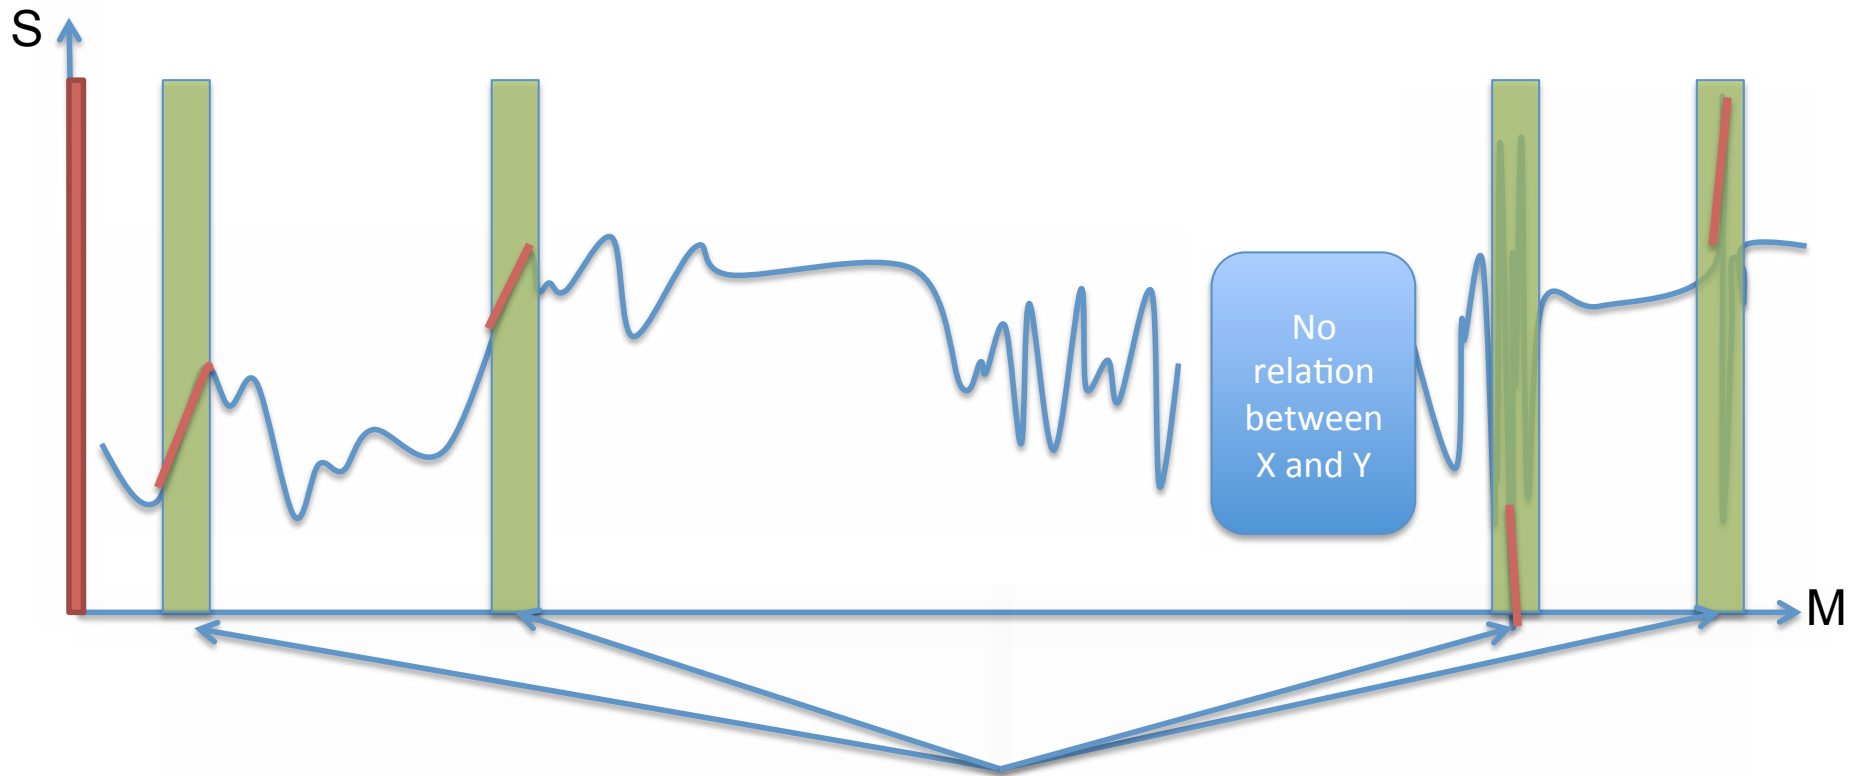 S
No
relation
between
X and Y
M